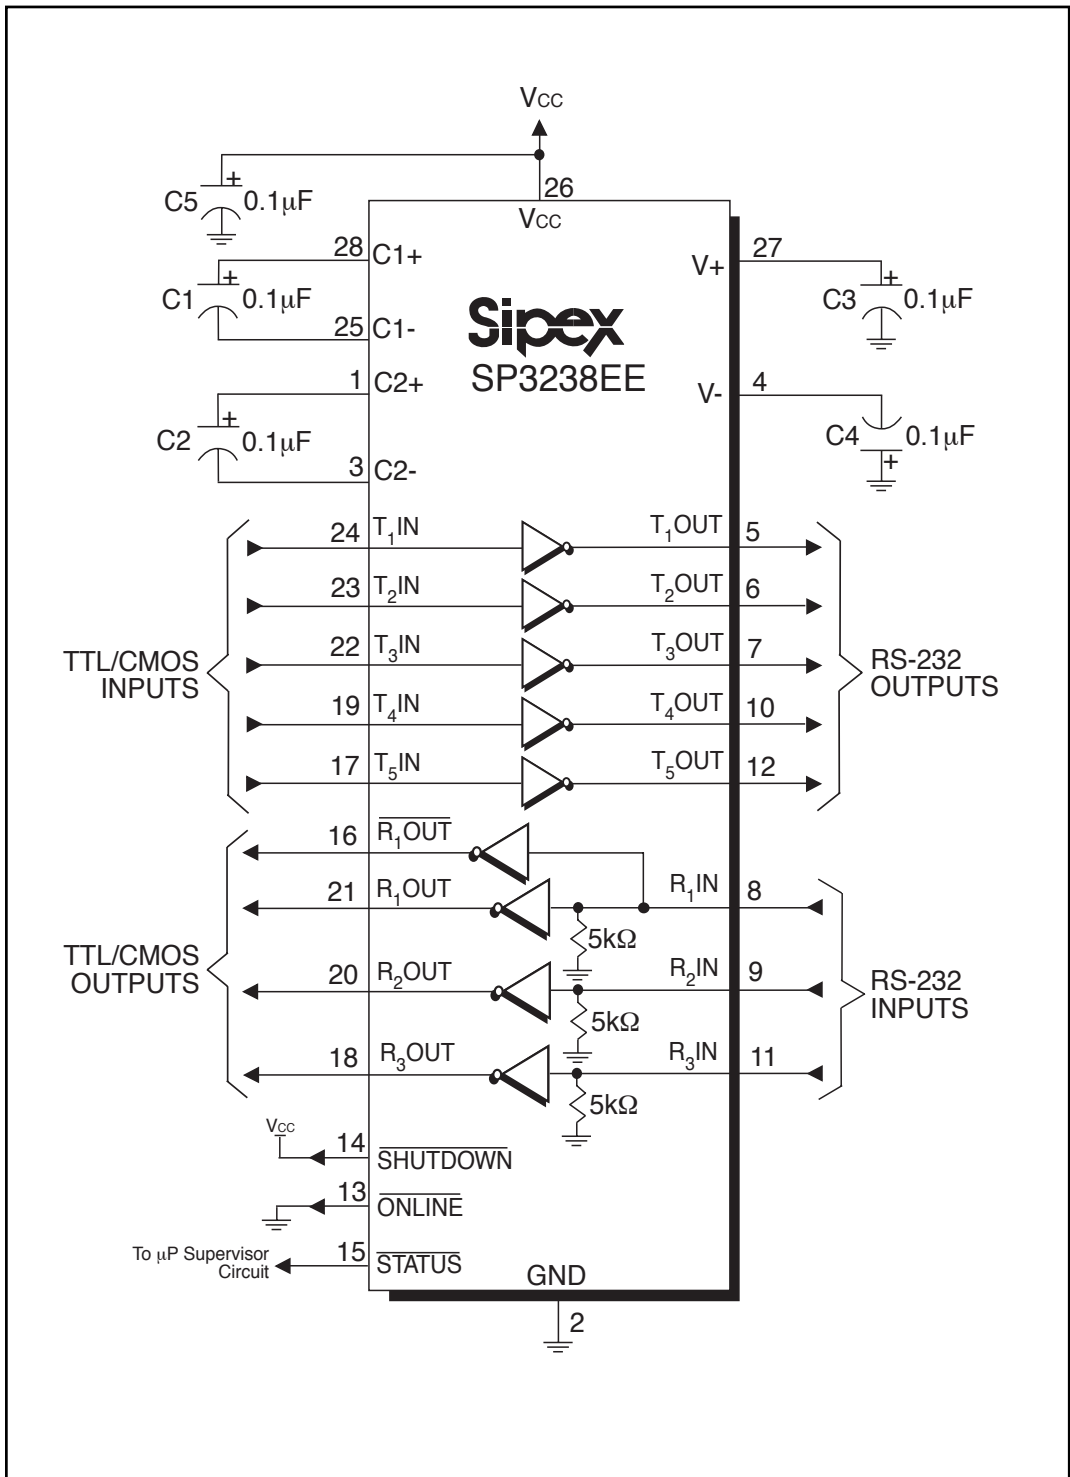 VCC
26
VCC
C5
+
0.1μF
28
C1+
C1
+
0.1μF
25
C1-
1
C2+
C2
+
0.1μF
3
C2-
27
V+
C3
+
0.1μF
4
V-
C4
0.1μF
+
Sipex
SP3238EE
TTL/CMOS
INPUTS
24
T1IN
T1OUT
5
23
T2IN
T2OUT
6
22
T3IN
T3OUT
7
19
T4IN
T4OUT
10
17
T5IN
T5OUT
12
RS-232
OUTPUTS
TTL/CMOS
OUTPUTS
16
R1OUT
21
R1OUT
R1IN
8
5kΩ
20
R2OUT
R2IN
9
5kΩ
18
R3OUT
R3IN
11
5kΩ
RS-232
INPUTS
VCC
14
SHUTDOWN
13
ONLINE
To μP Supervisor
Circuit
15
STATUS
GND
2